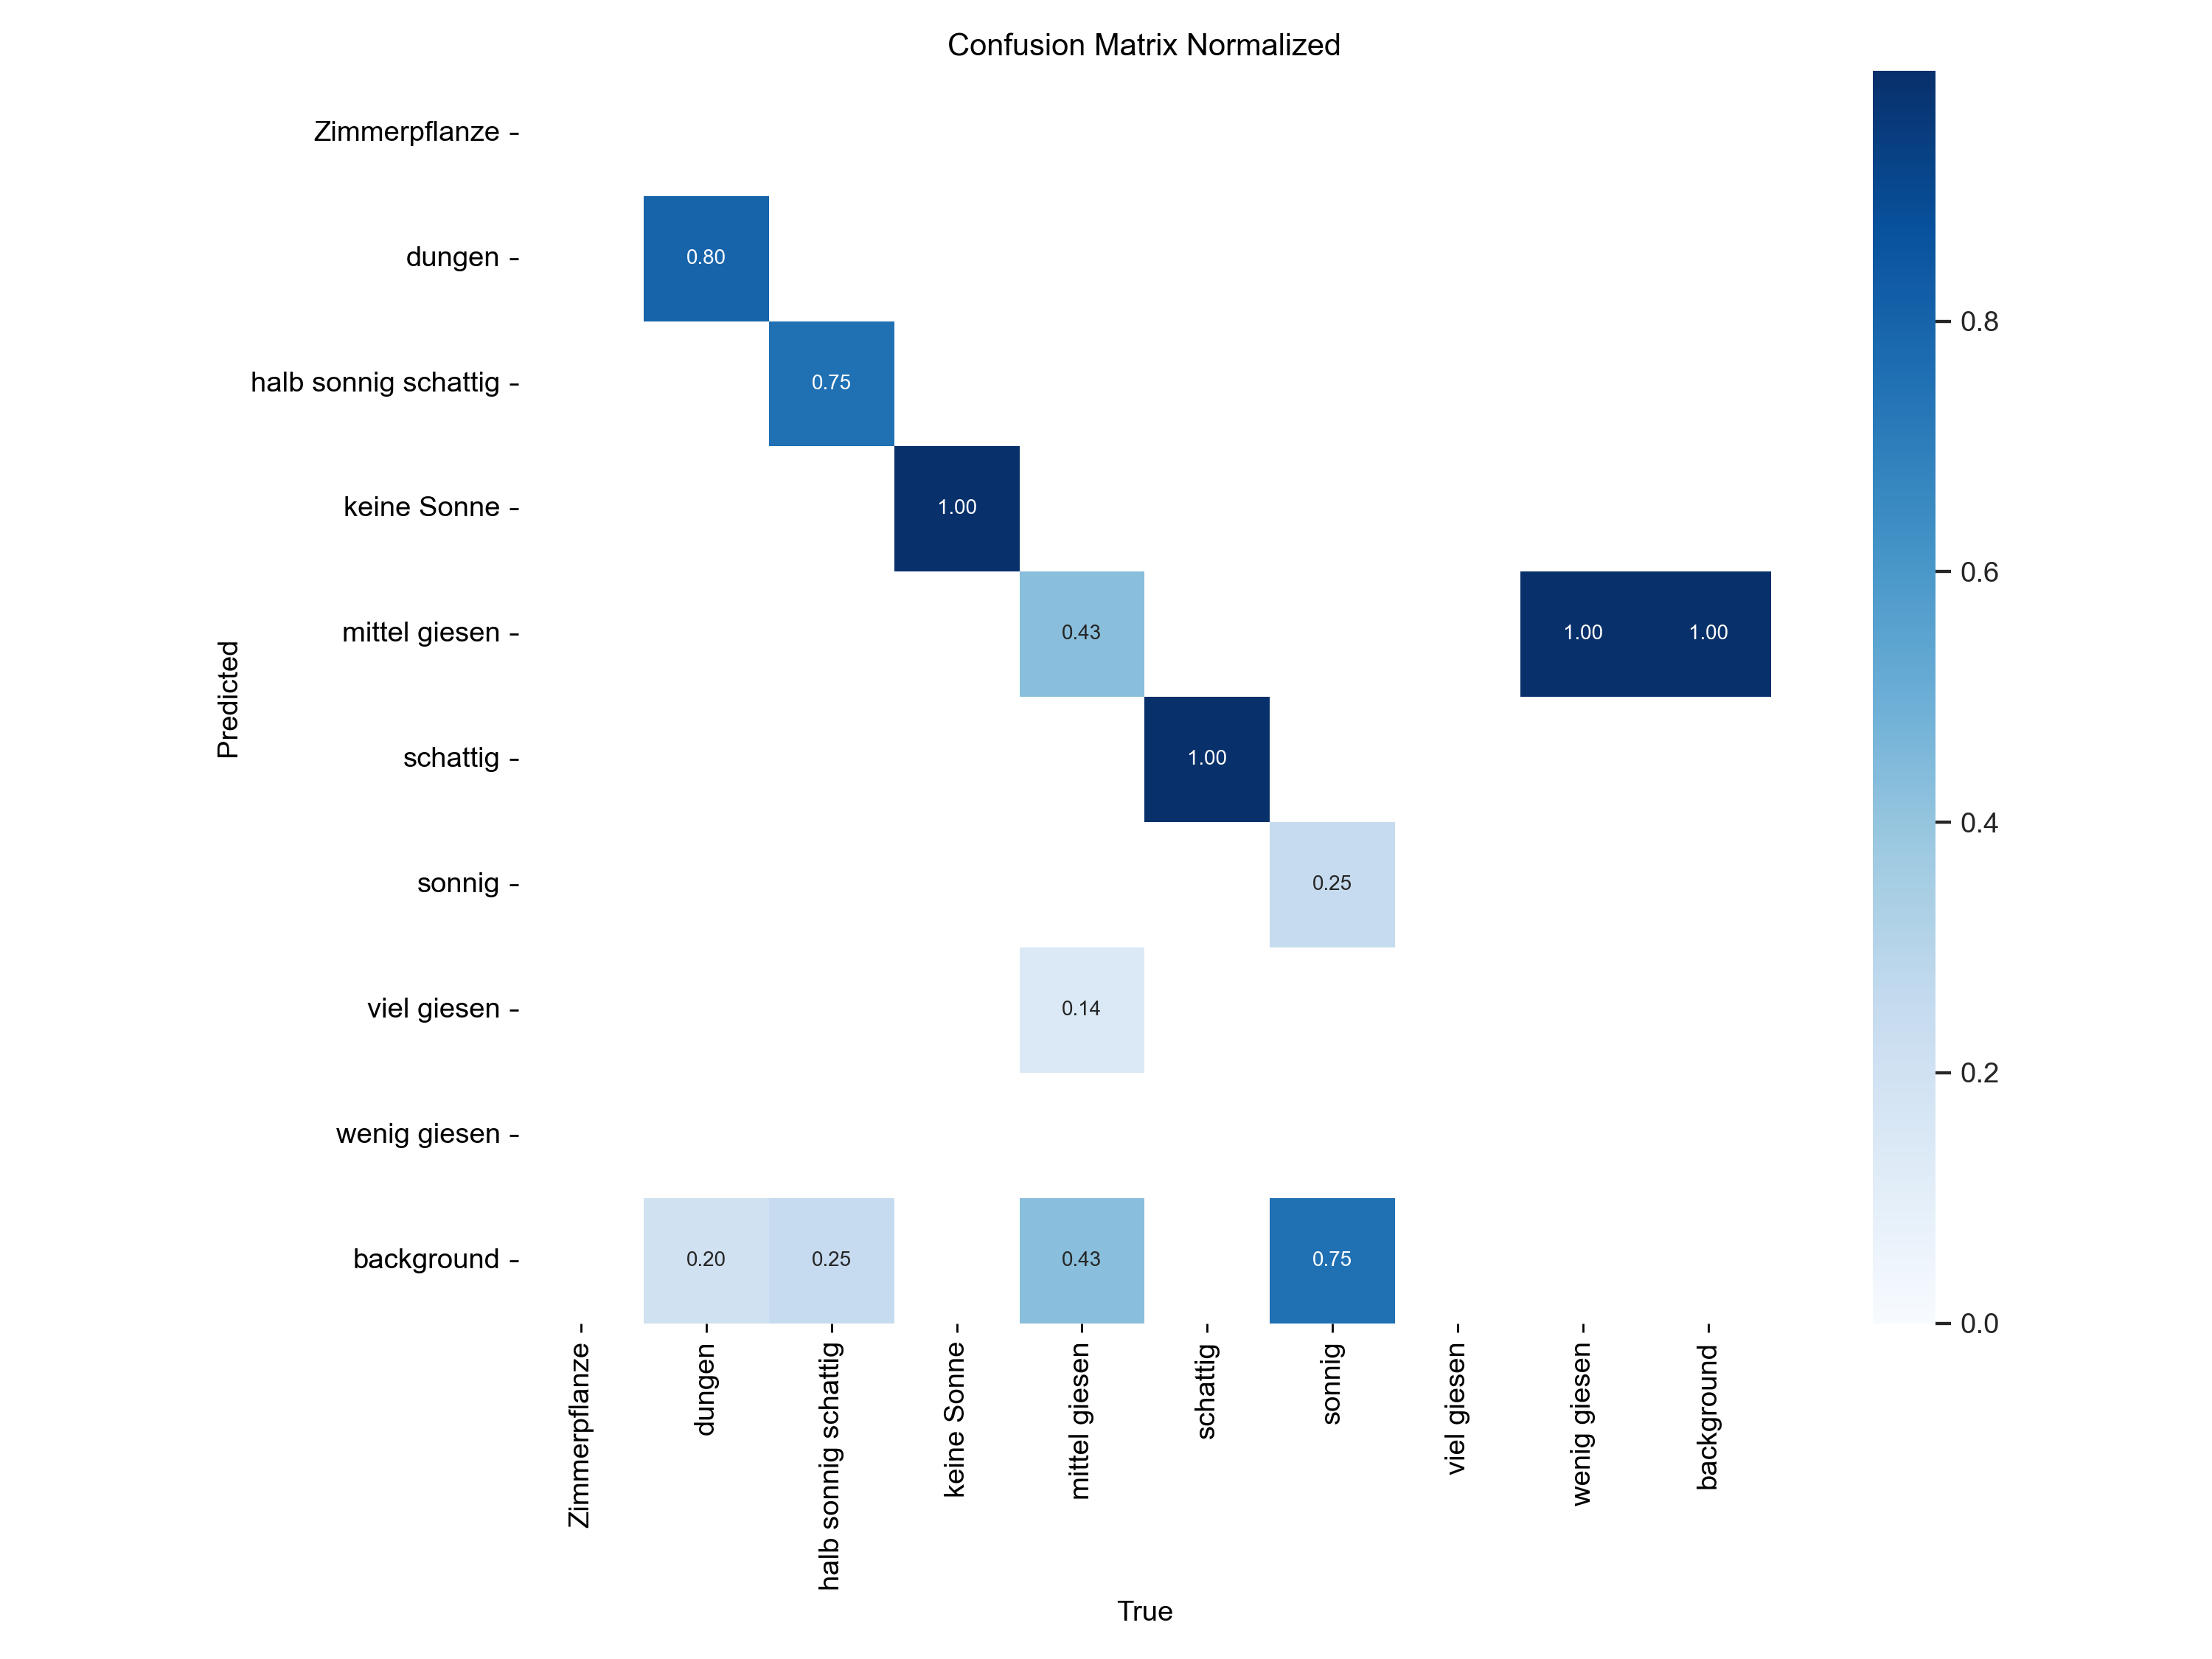 Confusion Matrix Normalized
Zimmerpflanze
dungen
0.80
halb sonnig schattig
0.75
0.8
keine Sonne
1.00
mittel giesen
0.43
1.00
1.00
0.6
Predicted
schattig
1.00
sonnig
0.25
0.4
viel giesen
0.14
0.2
wenig giesen
background
0.20
0.25
0.43
0.75
0.0
Zimmerpflanze
dungen
halb sonnig schattig
keine Sonne
mittel giesen
schattig
sonnig
viel giesen
wenig giesen
background
True